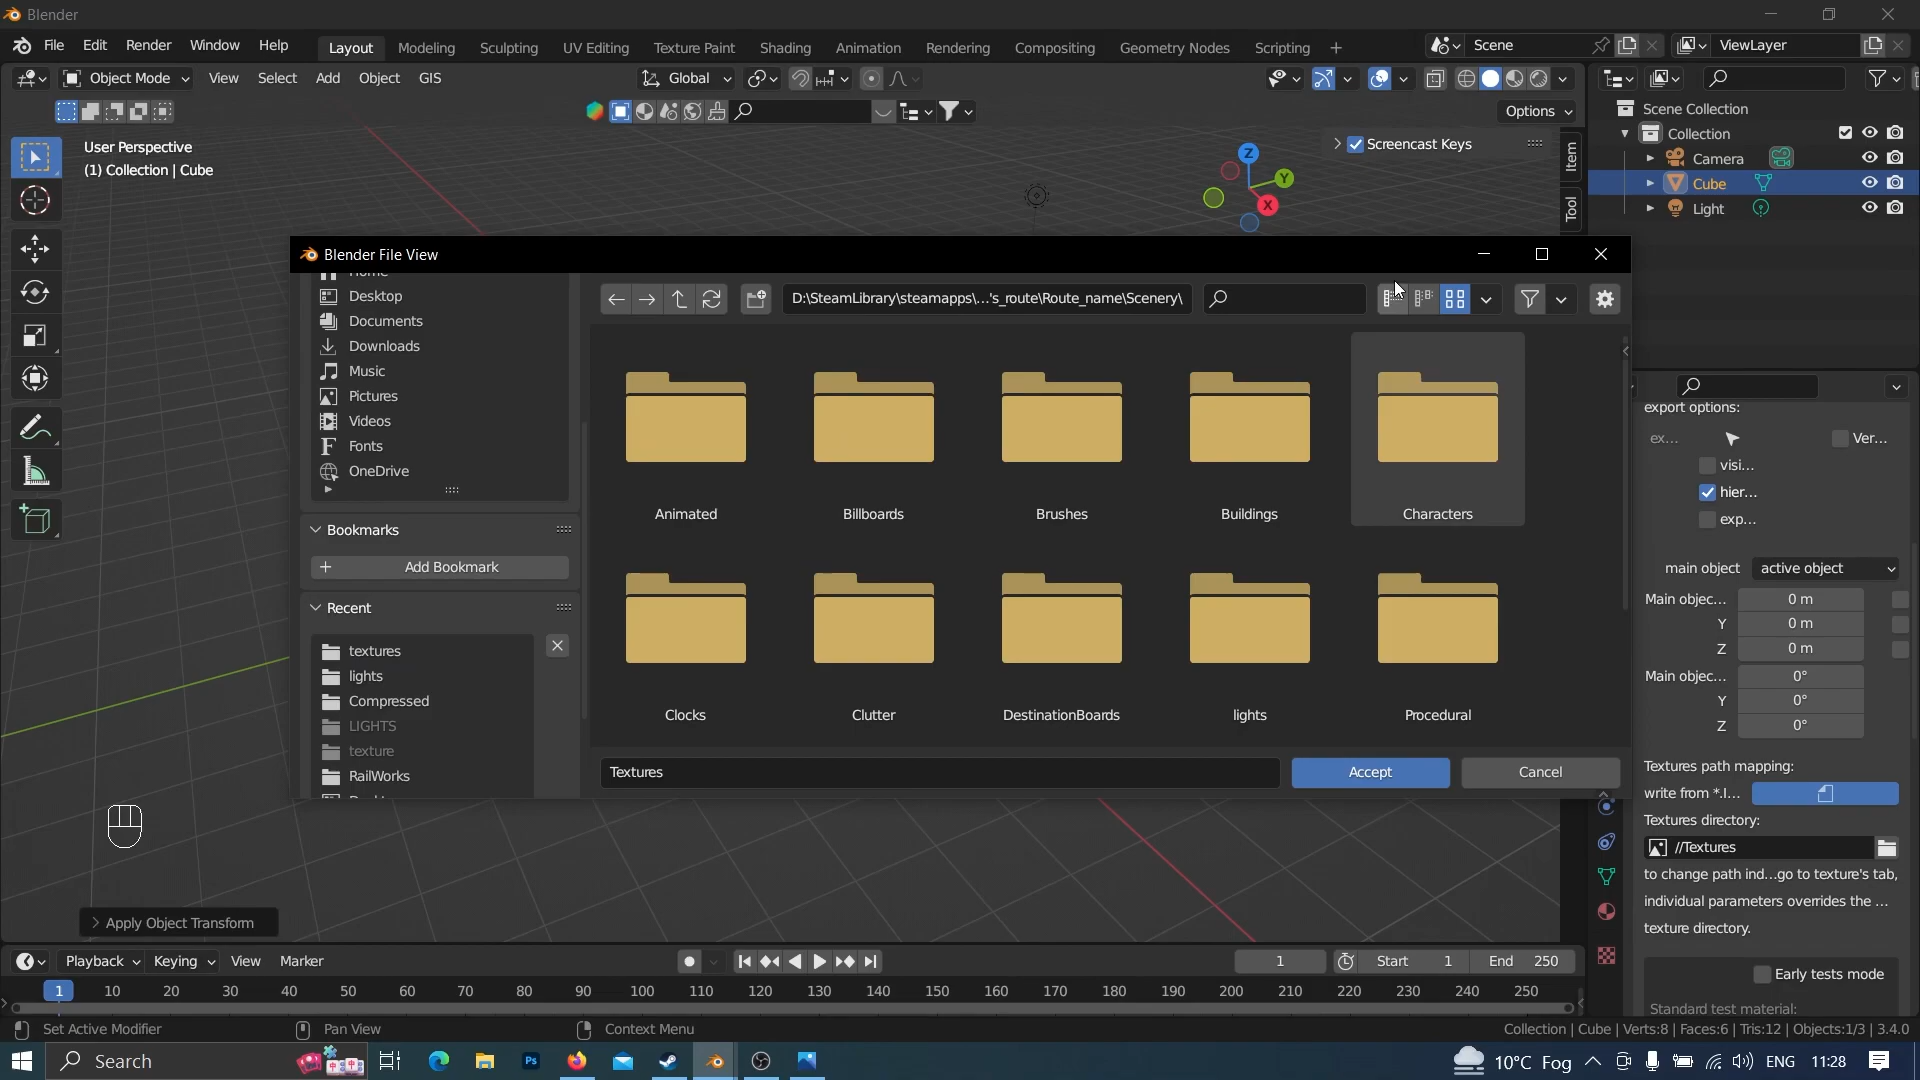 Blender
File Edit Render Window Help Layout Modeling Sculpting UV Editing Texture Paint Shading Animation Rendering Compositing Geometry Nodes Scripting + Scene ViewLayer
Object Mode View Select Add Object GIS Global
Options
User Perspective
(1) Collection | Cube
Screencast Keys
Item
Tool
Z
Y
X
Scene Collection
Collection
Camera
Cube
Light
Blender File View
Desktop
Documents
Downloads
Music
Pictures
Videos
Fonts
OneDrive
Bookmarks
Add Bookmark
Recent
textures
lights
Compressed
LIGHTS
texture
RailWorks
D:\SteamLibrary\steamapps\...'s_route\Route_name\Scenery\
Animated Billboards Brushes Buildings Characters
Clocks Clutter DestinationBoards lights Procedural
Textures
Accept Cancel
export options:
ex... Ver...
visi...
hier...
exp...
main object active object
Main objec... 0 m
Y 0 m
Z 0 m
Main objec... 0°
Y 0°
Z 0°
Textures path mapping:
write from *.I...
Textures directory:
//Textures
to change path ind...go to texture's tab,
individual parameters overrides the ...
texture directory.
Early tests mode
Standard test material:
Apply Object Transform
Playback Keying View Marker 1 Start 1 End 250
1 10 20 30 40 50 60 70 80 90 100 110 120 130 140 150 160 170 180 190 200 210 220 230 240 250
Set Active Modifier Pan View Context Menu Collection | Cube | Verts:8 | Faces:6 | Tris:12 | Objects:1/3 | 3.4.0
Search Ps 10°C Fog ENG 11:28